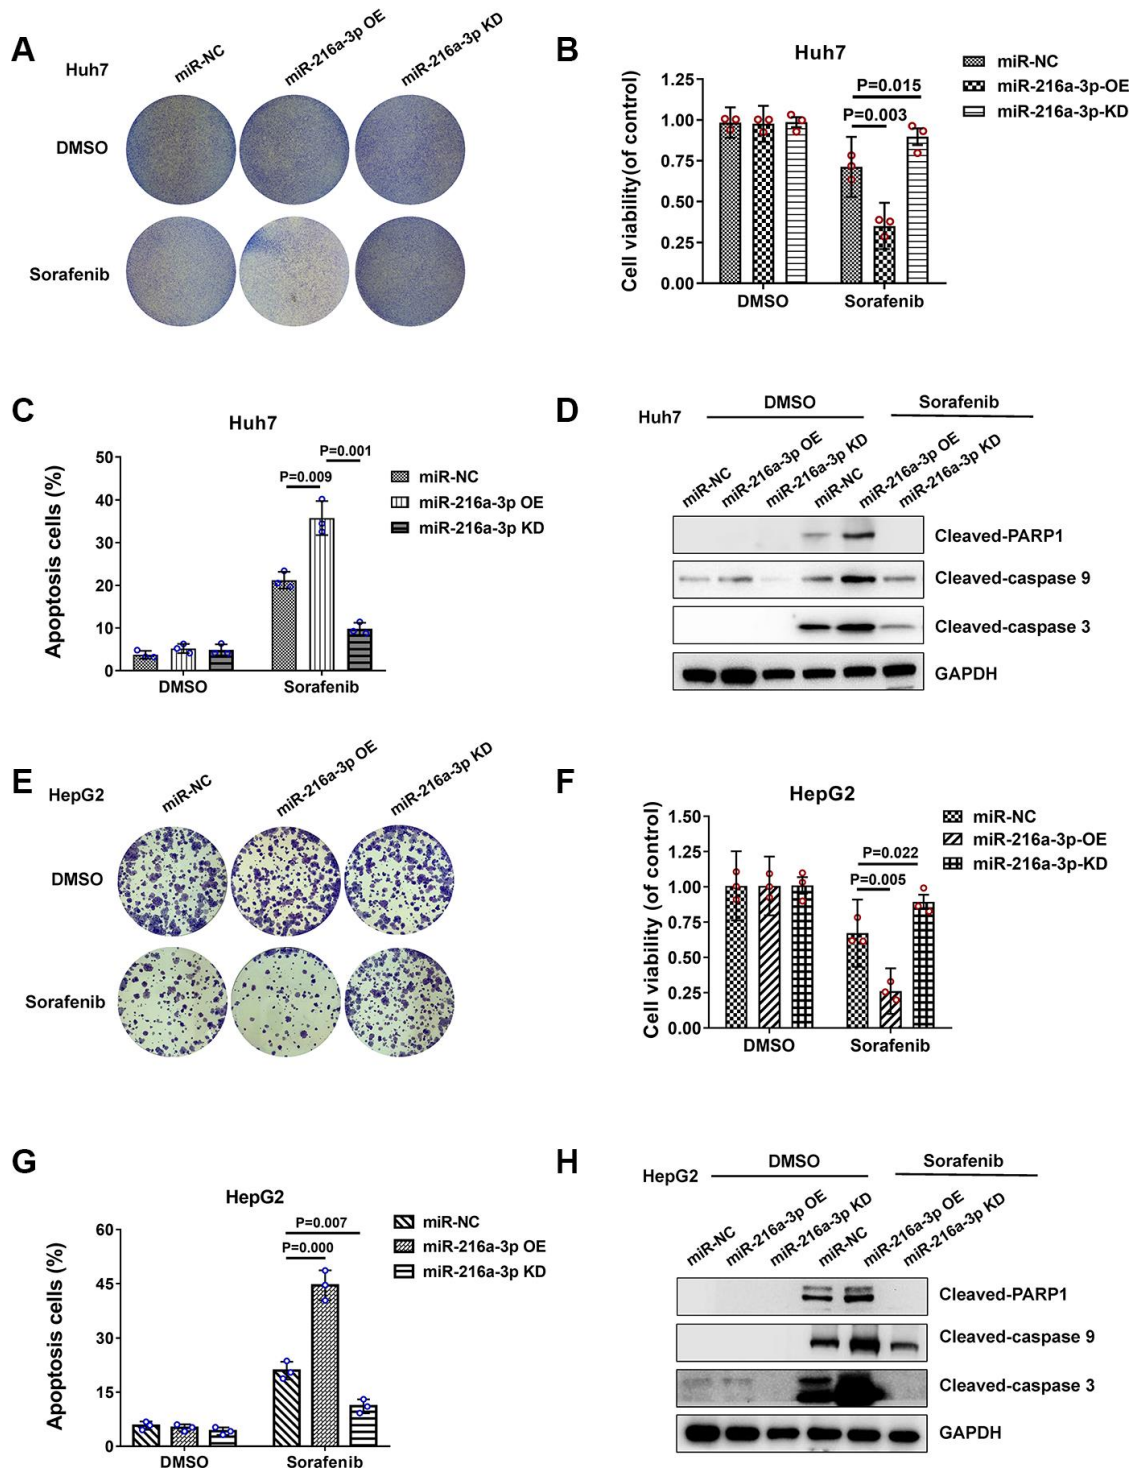 A
Huh7
miR-NC
miR-216a-3p OE
miR-216a-3p KD
DMSO
Sorafenib
B
Huh7
Cell viability(of control)
1.25
1.00
0.75
0.50
0.25
0.00
P=0.015
P=0.003
DMSO
Sorafenib
miR-NC
miR-216a-3p-OE
miR-216a-3p-KD
C
Huh7
Apoptosis cells (%)
50
40
30
20
10
0
P=0.001
P=0.009
DMSO
Sorafenib
miR-NC
miR-216a-3p OE
miR-216a-3p KD
D
Huh7
DMSO
Sorafenib
miR-NC
miR-216a-3p OE
miR-216a-3p KD
miR-NC
miR-216a-3p OE
miR-216a-3p KD
Cleaved-PARP1
Cleaved-caspase 9
Cleaved-caspase 3
GAPDH
E
HepG2
miR-NC
miR-216a-3p OE
miR-216a-3p KD
DMSO
Sorafenib
F
HepG2
Cell viability (of control)
1.50
1.25
1.00
0.75
0.50
0.25
0.00
P=0.022
P=0.005
DMSO
Sorafenib
miR-NC
miR-216a-3p-OE
miR-216a-3p-KD
G
HepG2
Apoptosis cells (%)
60
45
30
15
0
P=0.007
P=0.000
DMSO
Sorafenib
miR-NC
miR-216a-3p OE
miR-216a-3p KD
H
HepG2
DMSO
Sorafenib
miR-NC
miR-216a-3p OE
miR-216a-3p KD
miR-NC
miR-216a-3p OE
miR-216a-3p KD
Cleaved-PARP1
Cleaved-caspase 9
Cleaved-caspase 3
GAPDH